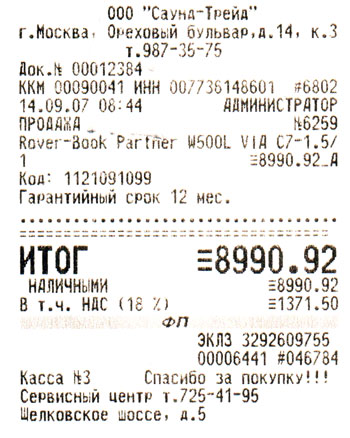 ООО "Саунд-Трейд"
г.Москва, Ореховый бульвар,д.14, к.3
т.987-35-75
Док.№ 00012384
ККМ 00090041 ИНН 007736148601 #6802
14.09.07 08:44 АДМИНИСТРАТОР
ПРОДАЖА №6259
Rover-Book Partner W500L VIA C7-1.5/
1 ≡8990.92_А
Код: 1121091099
Гарантийный срок 12 мес.
ИТОГ ≡8990.92
НАЛИЧНЫМИ ≡8990.92
В т.ч. НДС (18 %) ≡1371.50
ФП
ЭКЛЗ 3292609755
00006441 #046784
Касса №3 Спасибо за покупку!!!
Сервисный центр т.725-41-95
Щелковское шоссе, д.5